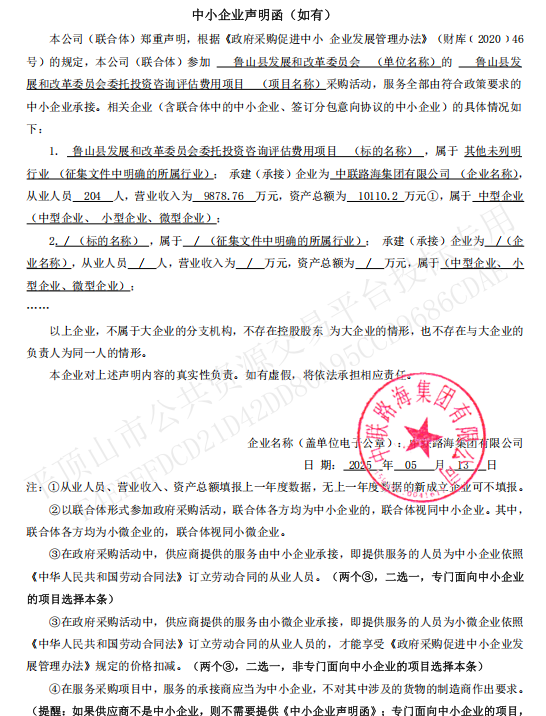 中小企业声明函（如有）
本公司（联合体）郑重声明，根据《政府采购促进中小 企业发展管理办法》（财库（2020）46
号）的规定，本公司（联合体）参加 鲁山县发展和改革委员会 （单位名称）的 鲁山县发
展和改革委员会委托投资咨询评估费用项目 （项目名称）采购活动，服务全部由符合政策要求的
中小企业承接。相关企业（含联合体中的中小企业、签订分包意向协议的中小企业）的具体情况如
下：
1. 鲁山县发展和改革委员会委托投资咨询评估费用项目 （标的名称） ，属于 其他未列明
行业 （征集文件中明确的所属行业）； 承建（承接）企业为 中联路海集团有限公司 （企业名称），
从业人员 204 人，营业收入为 9878.76 万元，资产总额为 10110.2 万元①，属于 中型企业
（中型企业、 小型企业、微型企业）；
2. / （标的名称） ，属于 / （征集文件中明确的所属行业）； 承建（承接）企业为 /（企
业名称），从业人员 / 人，营业收入为 / 万元，资产总额为 / 万元，属于（中型企业、 小
型企业、微型企业）；
……
以上企业，不属于大企业的分支机构，不存在控股股东 为大企业的情形，也不存在与大企业的
负责人为同一人的情形。
本企业对上述声明内容的真实性负责。如有虚假，将依法承担相应责任。
企业名称（盖单位电子公章）：中联路海集团有限公司
日 期： 2025 年 05 月 13 日
注：①从业人员、营业收入、资产总额填报上一年度数据，无上一年度数据的新成立企业可不填报。
②以联合体形式参加政府采购活动，联合体各方均为中小企业的，联合体视同中小企业。其中，
联合体各方均为小微企业的，联合体视同小微企业。
③在政府采购活动中，供应商提供的服务由中小企业承接，即提供服务的人员为中小企业依照
《中华人民共和国劳动合同法》订立劳动合同的从业人员。（两个③，二选一，专门面向中小企业
的项目选择本条）
③在政府采购活动中，供应商提供的服务由小微企业承接，即提供服务的人员为小微企业依照
《中华人民共和国劳动合同法》订立劳动合同的从业人员的，才能享受《政府采购促进中小企业发
展管理办法》规定的价格扣减。（两个③，二选一，非专门面向中小企业的项目选择本条）
④在服务采购项目中，服务的承接商应当为中小企业，不对其中涉及的货物的制造商作出要求。
（提醒：如果供应商不是中小企业，则不需要提供《中小企业声明函》；专门面向中小企业的项目，
中联路海集团有限公司
平顶山市公共资源交易平台投标专用